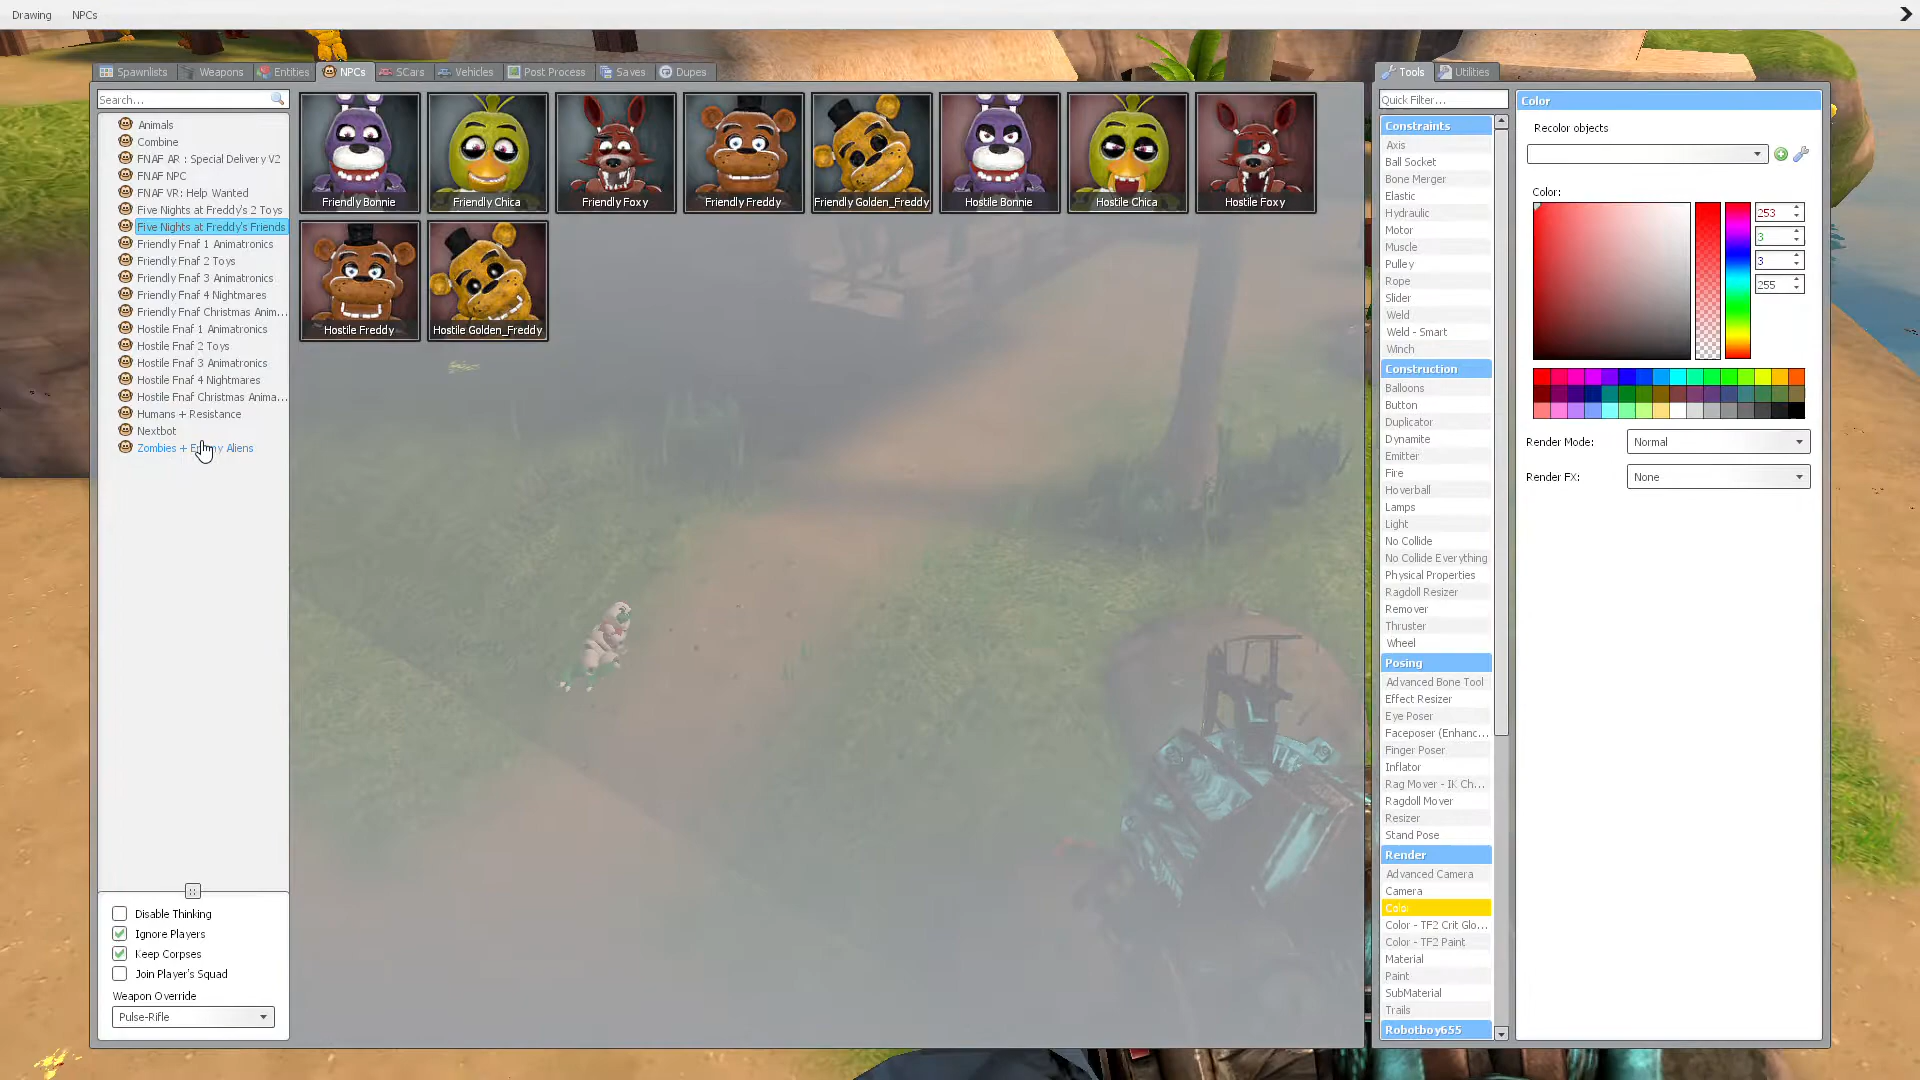 Drawing NPCs
Spawnlists Weapons Entities NPCs SCars Vehicles Post Process Saves Dupes
Tools Utilities
Search...
Animals
Combine
FNAF AR : Special Delivery V2
FNAF NPC
FNAF VR: Help Wanted
Five Nights at Freddy's 2 Toys
Five Nights at Freddy's Friends
Friendly Fnaf 1 Animatronics
Friendly Fnaf 2 Toys
Friendly Fnaf 3 Animatronics
Friendly Fnaf 4 Nightmares
Friendly Fnaf Christmas Anim...
Hostile Fnaf 1 Animatronics
Hostile Fnaf 2 Toys
Hostile Fnaf 3 Animatronics
Hostile Fnaf 4 Nightmares
Hostile Fnaf Christmas Anima...
Humans + Resistance
Nextbot
Zombies + Aliens
Disable Thinking
Ignore Players
Keep Corpses
Join Player's Squad
Weapon Override
Pulse-Rifle
Friendly Bonnie
Friendly Chica
Friendly Foxy
Friendly Freddy
Friendly Golden_Freddy
Hostile Bonnie
Hostile Chica
Hostile Foxy
Hostile Freddy
Hostile Golden_Freddy
Quick Filter...
Constraints
Axis
Ball Socket
Bone Merger
Elastic
Hydraulic
Motor
Muscle
Pulley
Rope
Slider
Weld
Weld - Smart
Winch
Construction
Balloons
Button
Duplicator
Dynamite
Emitter
Fire
Hoverball
Lamps
Light
No Collide
No Collide Everything
Physical Properties
Ragdoll Resizer
Remover
Thruster
Wheel
Posing
Advanced Bone Tool
Effect Resizer
Eye Poser
Faceposer (Enhanc...
Finger Poser
Inflator
Rag Mover - IK Ch...
Ragdoll Mover
Resizer
Stand Pose
Render
Advanced Camera
Camera
Color
Color - TF2 Crit Glo...
Color - TF2 Paint
Material
Paint
SubMaterial
Trails
Robotboy655
Color
Recolor objects
Color:
253
3
3
255
Render Mode: Normal
Render FX: None